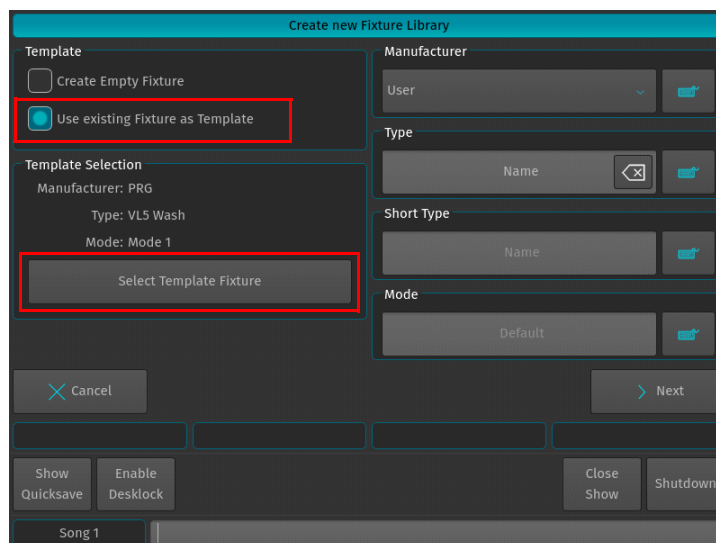 Create new Fixture Library
Template
Create Empty Fixture
Use existing Fixture as Template
Template Selection
Manufacturer: PRG
Type: VL5 Wash
Mode: Mode 1
Select Template Fixture
Manufacturer
User
Type
Name
Short Type
Name
Mode
Default
Cancel
Next
Show
Quicksave
Enable
Desklock
Close
Show
Shutdown
Song 1